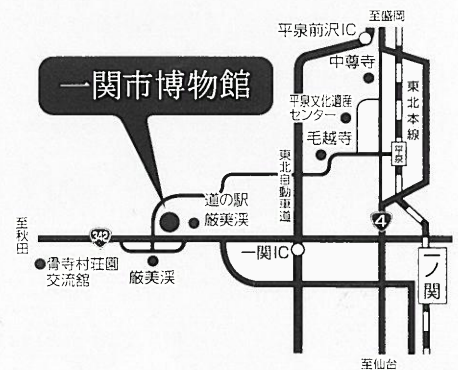 至盛岡
平泉前沢IC
中尊寺
一関市博物館
平泉文化遺産
センター
東北本線
毛越寺
平泉
東北自動車道
道の駅
厳美渓
至秋田
342
4
骨寺村荘園
交流館
厳美渓
一関IC
一ノ関
至仙台